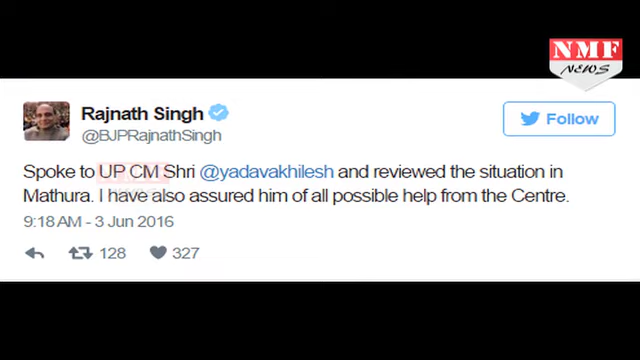 NMF
NEWS
Rajnath Singh
@BJPRajnathSingh
Follow
Spoke to UP CM Shri @yadavakhilesh and reviewed the situation in
Mathura. I have also assured him of all possible help from the Centre.
9:18 AM - 3 Jun 2016
128 327